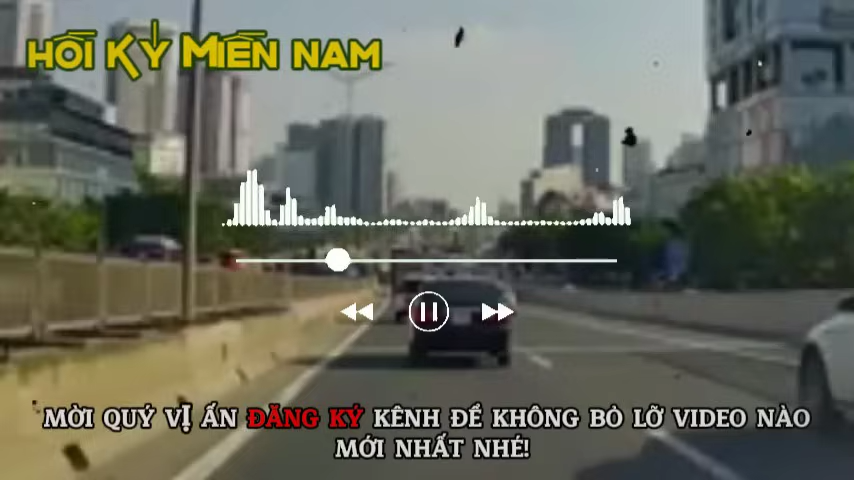 HỒI KÝ MIỀN NAM
MỜI QUÝ VỊ ẤN ĐĂNG KÝ KÊNH ĐỂ KHÔNG BỎ LỠ VIDEO NÀO
MỚI NHẤT NHÉ!